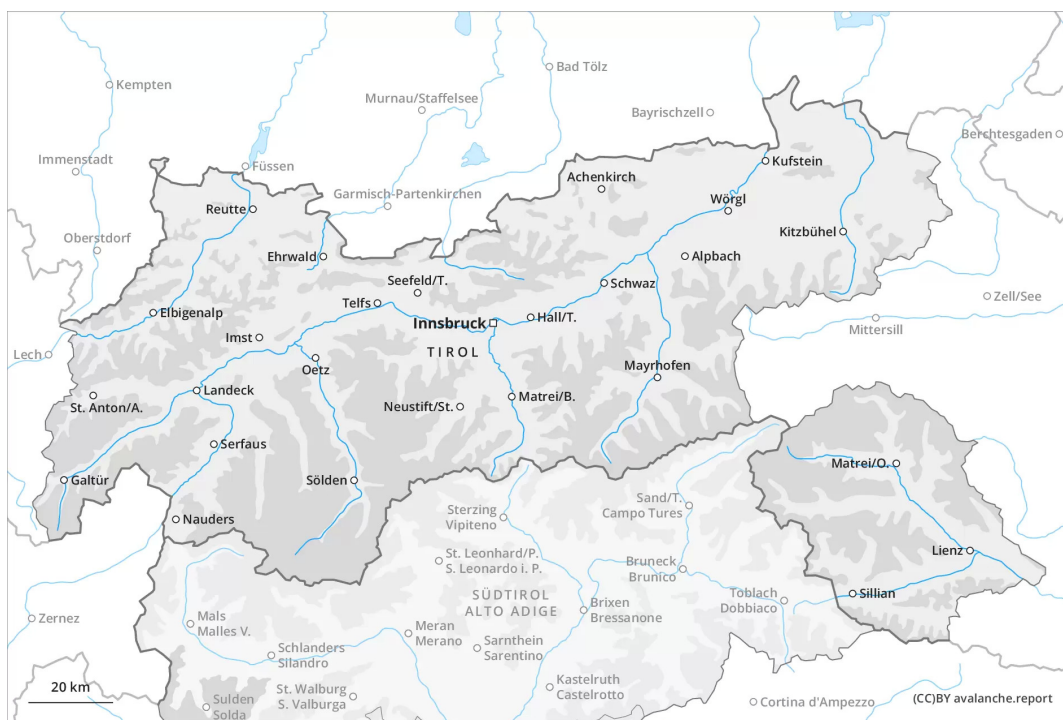 Kempten
Bad Tölz
Murnau/Staffelsee
Bayrischzell
Berchtesgaden
Immenstadt
Füssen
Kufstein
Achenkirch
Garmisch-Partenkirchen
Wörgl
Reutte
Kitzbühel
Oberstdorf
Ehrwald
Alpbach
Seefeld/T.
Schwaz
Zell/See
Telfs
Elbigenalp
Hall/T.
Innsbruck
Mittersill
Imst
TIROL
Lech
Oetz
Mayrhofen
Landeck
Matrei/B.
St. Anton/A.
Neustift/St.
Serfaus
Matrei/O.
Galtür
Sölden
Sand/T.
Campo Tures
Sterzing
Vipiteno
Nauders
Lienz
St. Leonhard/P.
S. Leonardo i. P.
Bruneck
Brunico
Sillian
SÜDTIROL
ALTO ADIGE
Toblach
Dobbiaco
Brixen
Bressanone
Zernez
Mals
Malles V.
Meran
Merano
Sarnthein
Sarentino
Schlanders
Silandro
Kastelruth
Castelrotto
20 km
St. Walburg
S. Valburga
Sulden
Solda
Cortina d'Ampezzo
(CC)BY avalanche.report